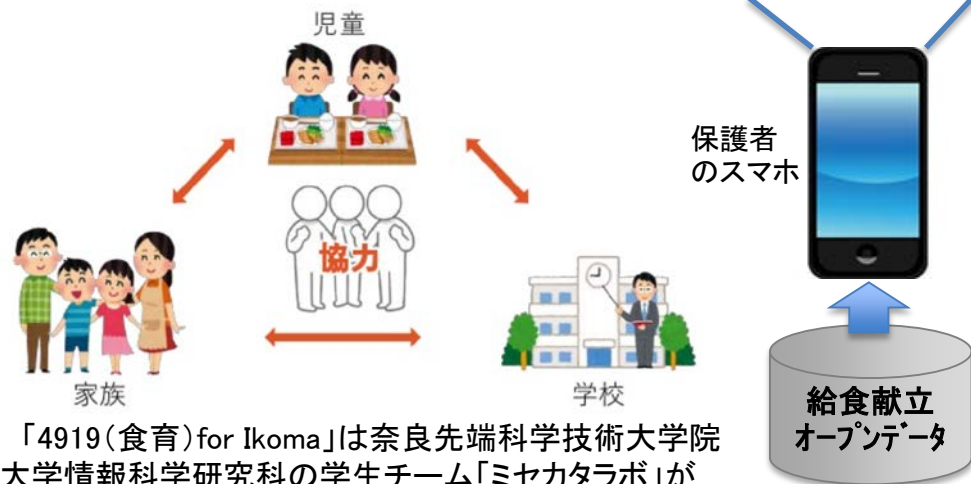 児童
保護者
のスマホ
協力
家族
学校
給食献立
オープンデータ
「4919(食育)for Ikoma」は奈良先端科学技術大学院
大学情報科学研究科の学生チーム「ミセカタラボ」が